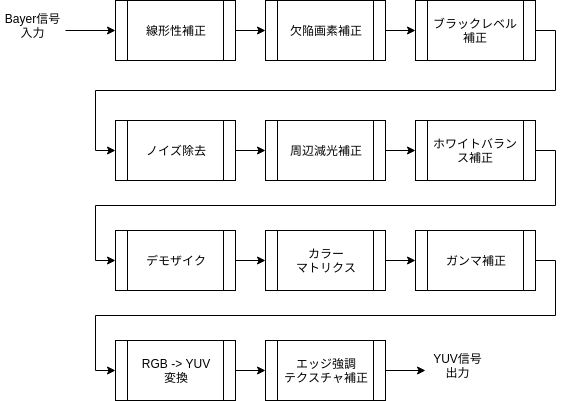 Bayer信号
入力
線形性補正
欠陥画素補正
ブラックレベル
補正
ノイズ除去
周辺減光補正
ホワイトバラン
ス補正
デモザイク
カラー
マトリクス
ガンマ補正
RGB -> YUV
変換
エッジ強調
テクスチャ補正
YUV信号
出力